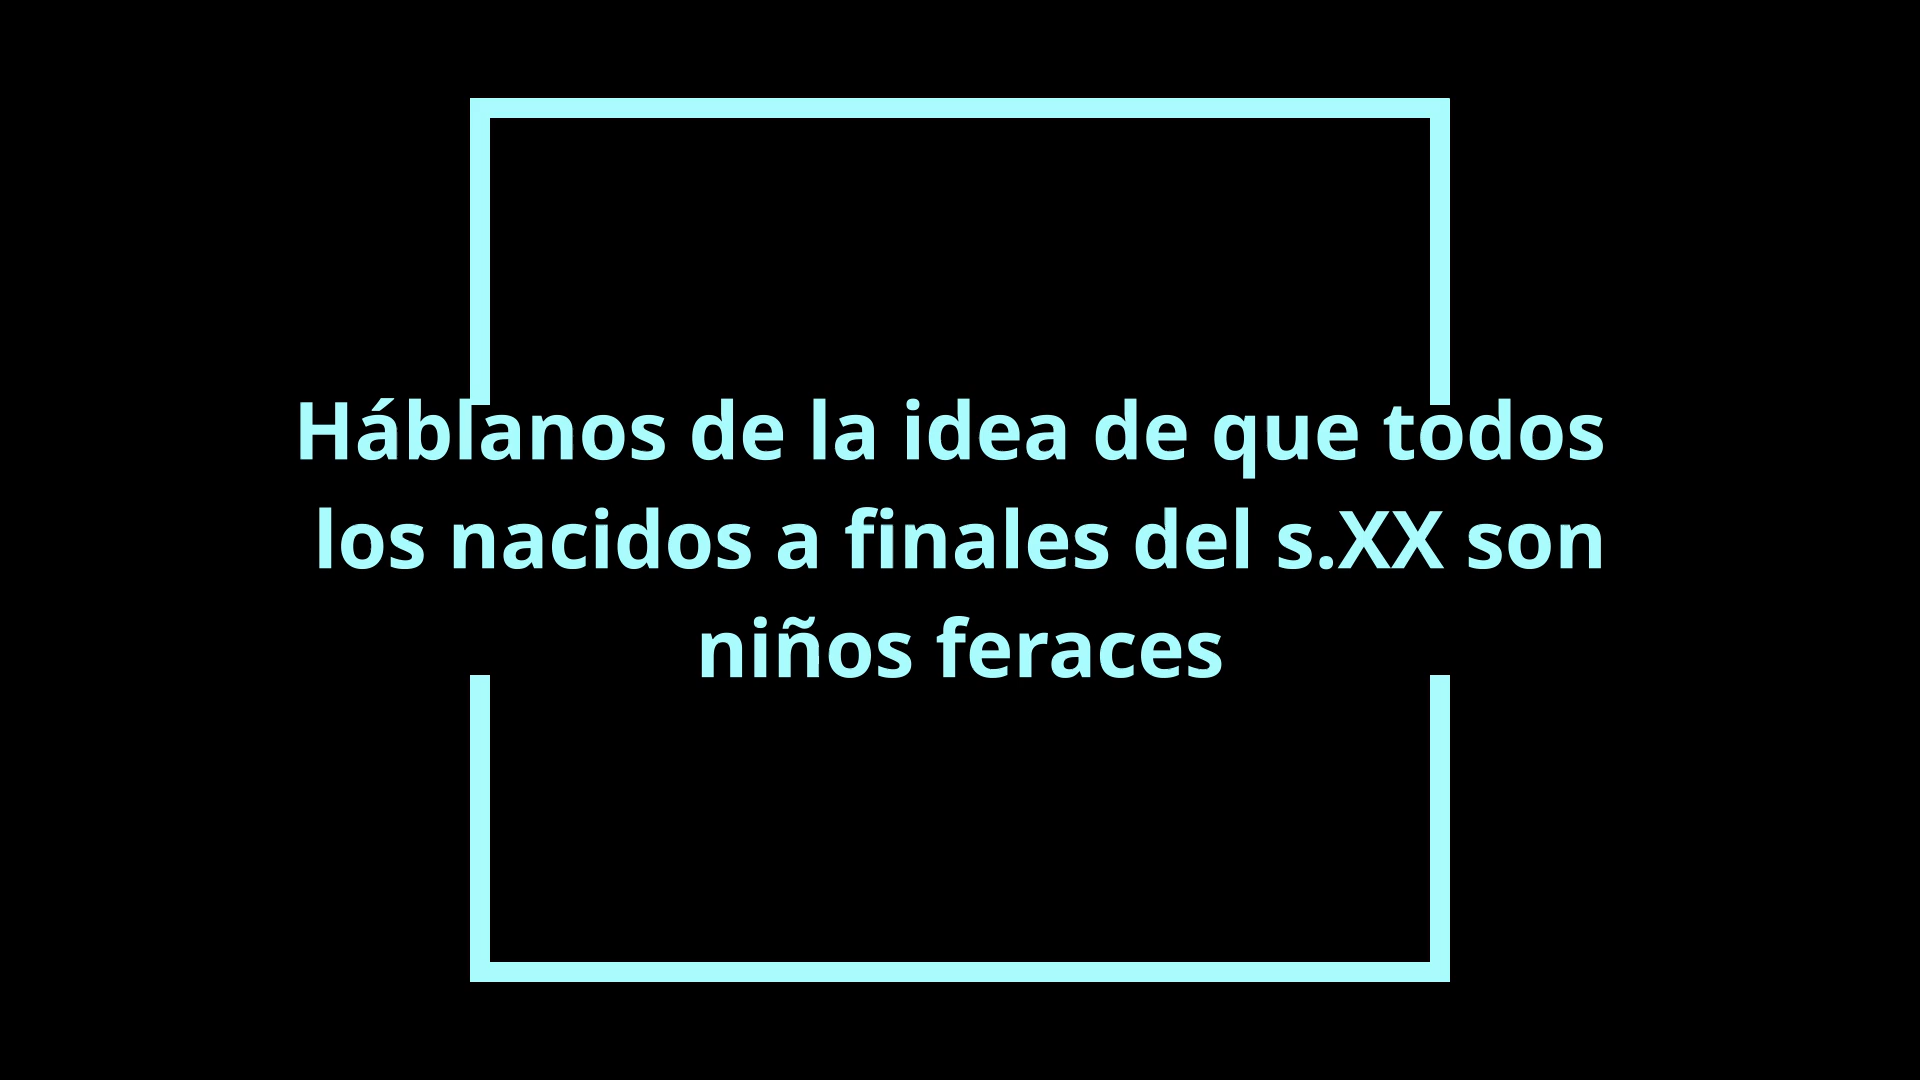 Háblanos de la idea de que todos
los nacidos a finales del s.XX son
niños feraces